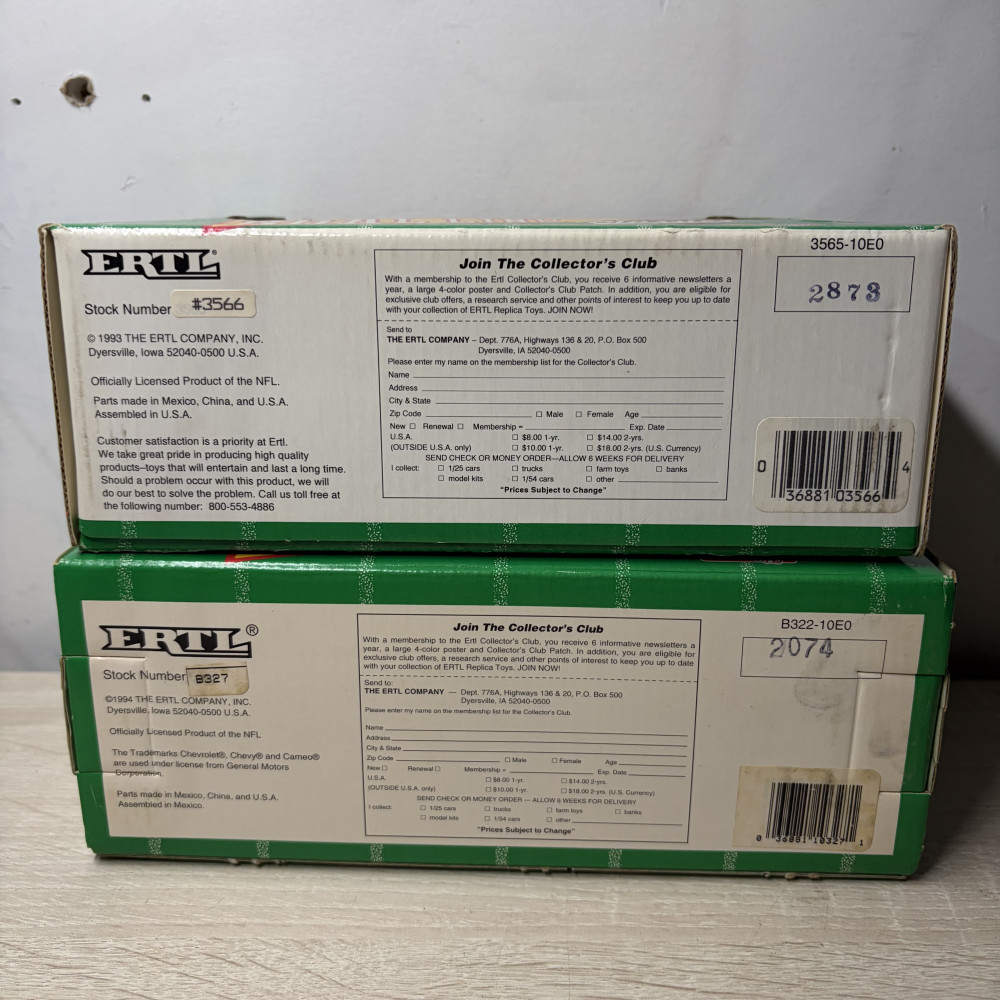 ERTL®
Stock Number #3566
© 1993 THE ERTL COMPANY, INC.
Dyersville, Iowa 52040-0500 U.S.A.
Officially Licensed Product of the NFL.
Parts made in Mexico, China, and U.S.A.
Assembled in U.S.A.
Customer satisfaction is a priority at Ertl.
We take great pride in producing high quality
products–toys that will entertain and last a long time.
Should a problem occur with this product, we will
do our best to solve the problem. Call us toll free at
the following number: 800-553-4886
Join The Collector's Club
With a membership to the Ertl Collector's Club, you receive 6 informative newsletters a
year, a large 4-color poster and Collector's Club Patch. In addition, you are eligible for
exclusive club offers, a research service and other points of interest to keep you up to date
with your collection of ERTL Replica Toys. JOIN NOW!
Send to
THE ERTL COMPANY – Dept. 776A, Highways 136 & 20, P.O. Box 500
Dyersville, IA 52040-0500
Please enter my name on the membership list for the Collector's Club.
Name
Address
City & State
Zip Code ☐ Male ☐ Female Age
New ☐ Renewal ☐ Membership = Exp. Date
U.S.A. ☐ $8.00 1-yr. ☐ $14.00 2-yrs.
(OUTSIDE U.S.A. only) ☐ $10.00 1-yr. ☐ $18.00 2-yrs. (U.S. Currency)
SEND CHECK OR MONEY ORDER—ALLOW 6 WEEKS FOR DELIVERY
I collect: ☐ 1/25 cars ☐ trucks ☐ farm toys ☐ banks
☐ model kits ☐ 1/54 cars ☐ other
"Prices Subject to Change"
3565-10E0
2873
0 36881 03566 4
ERTL®
Stock Number B327
©1994 THE ERTL COMPANY, INC.
Dyersville, Iowa 52040-0500 U.S.A.
Officially Licensed Product of the NFL
The Trademarks Chevrolet®, Chevy® and Cameo®
are used under license from General Motors
Corporation.
Parts made in Mexico, China, and U.S.A.
Assembled in Mexico.
Join The Collector's Club
With a membership to the Ertl Collector's Club, you receive 6 informative newsletters a
year, a large 4-color poster and Collector's Club Patch. In addition, you are eligible for
exclusive club offers, a research service and other points of interest to keep you up to date
with your collection of ERTL Replica Toys. JOIN NOW!
Send to:
THE ERTL COMPANY — Dept. 776A, Highways 136 & 20, P.O. Box 500
Dyersville, IA 52040-0500
Please enter my name on the membership list for the Collector's Club.
Name
Address
City & State
Zip Code ☐ Male ☐ Female Age
New ☐ Renewal ☐ Membership = Exp. Date
U.S.A. ☐ $8.00 1-yr. ☐ $14.00 2-yrs.
(OUTSIDE U.S.A. only) ☐ $10.00 1-yr. ☐ $18.00 2-yrs. (U.S. Currency)
SEND CHECK OR MONEY ORDER — ALLOW 6 WEEKS FOR DELIVERY
I collect: ☐ 1/25 cars ☐ trucks ☐ farm toys ☐ banks
☐ model kits ☐ 1/54 cars ☐ other
"Prices Subject to Change"
B322-10E0
2074
0 36881 10327 1